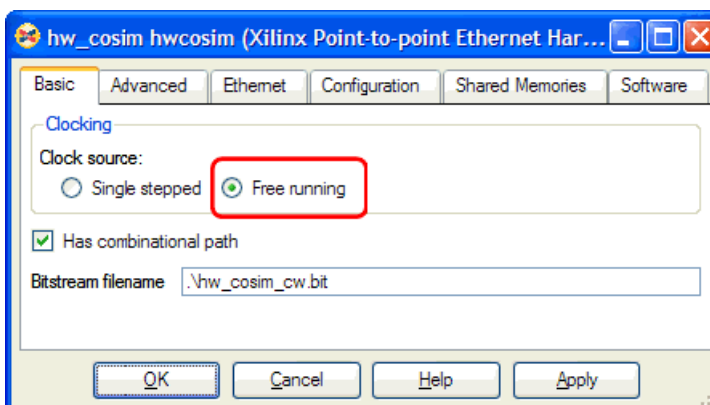 hw_cosim hwcosim (Xilinx Point-to-point Ethernet Har...
Basic Advanced Ethernet Configuration Shared Memories Software
Clocking
Clock source:
Single stepped Free running
Has combinational path
Bitstream filename .\hw_cosim_cw.bit
OK Cancel Help Apply